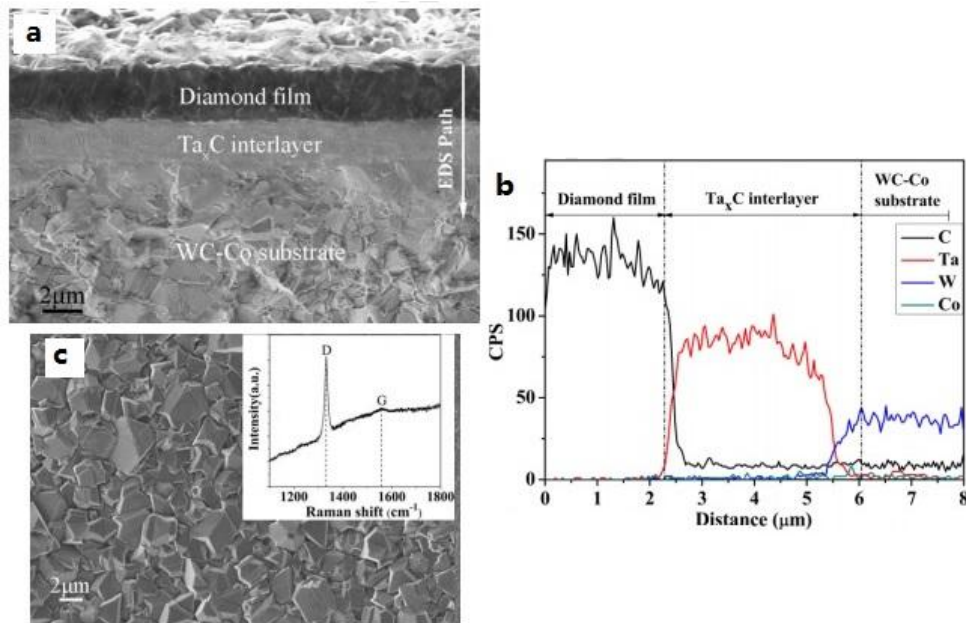 a
Diamond film
TaxC interlayer
EDS Path
WC-Co substrate
2μm
b
Diamond film
TaxC interlayer
WC-Co
substrate
C
Ta
W
Co
150
100
50
0
CPS
0 1 2 3 4 5 6 7 8
Distance (μm)
c
D
G
Intensity(a.u.)
1200 1400 1600 1800
Raman shift (cm-1)
2μm